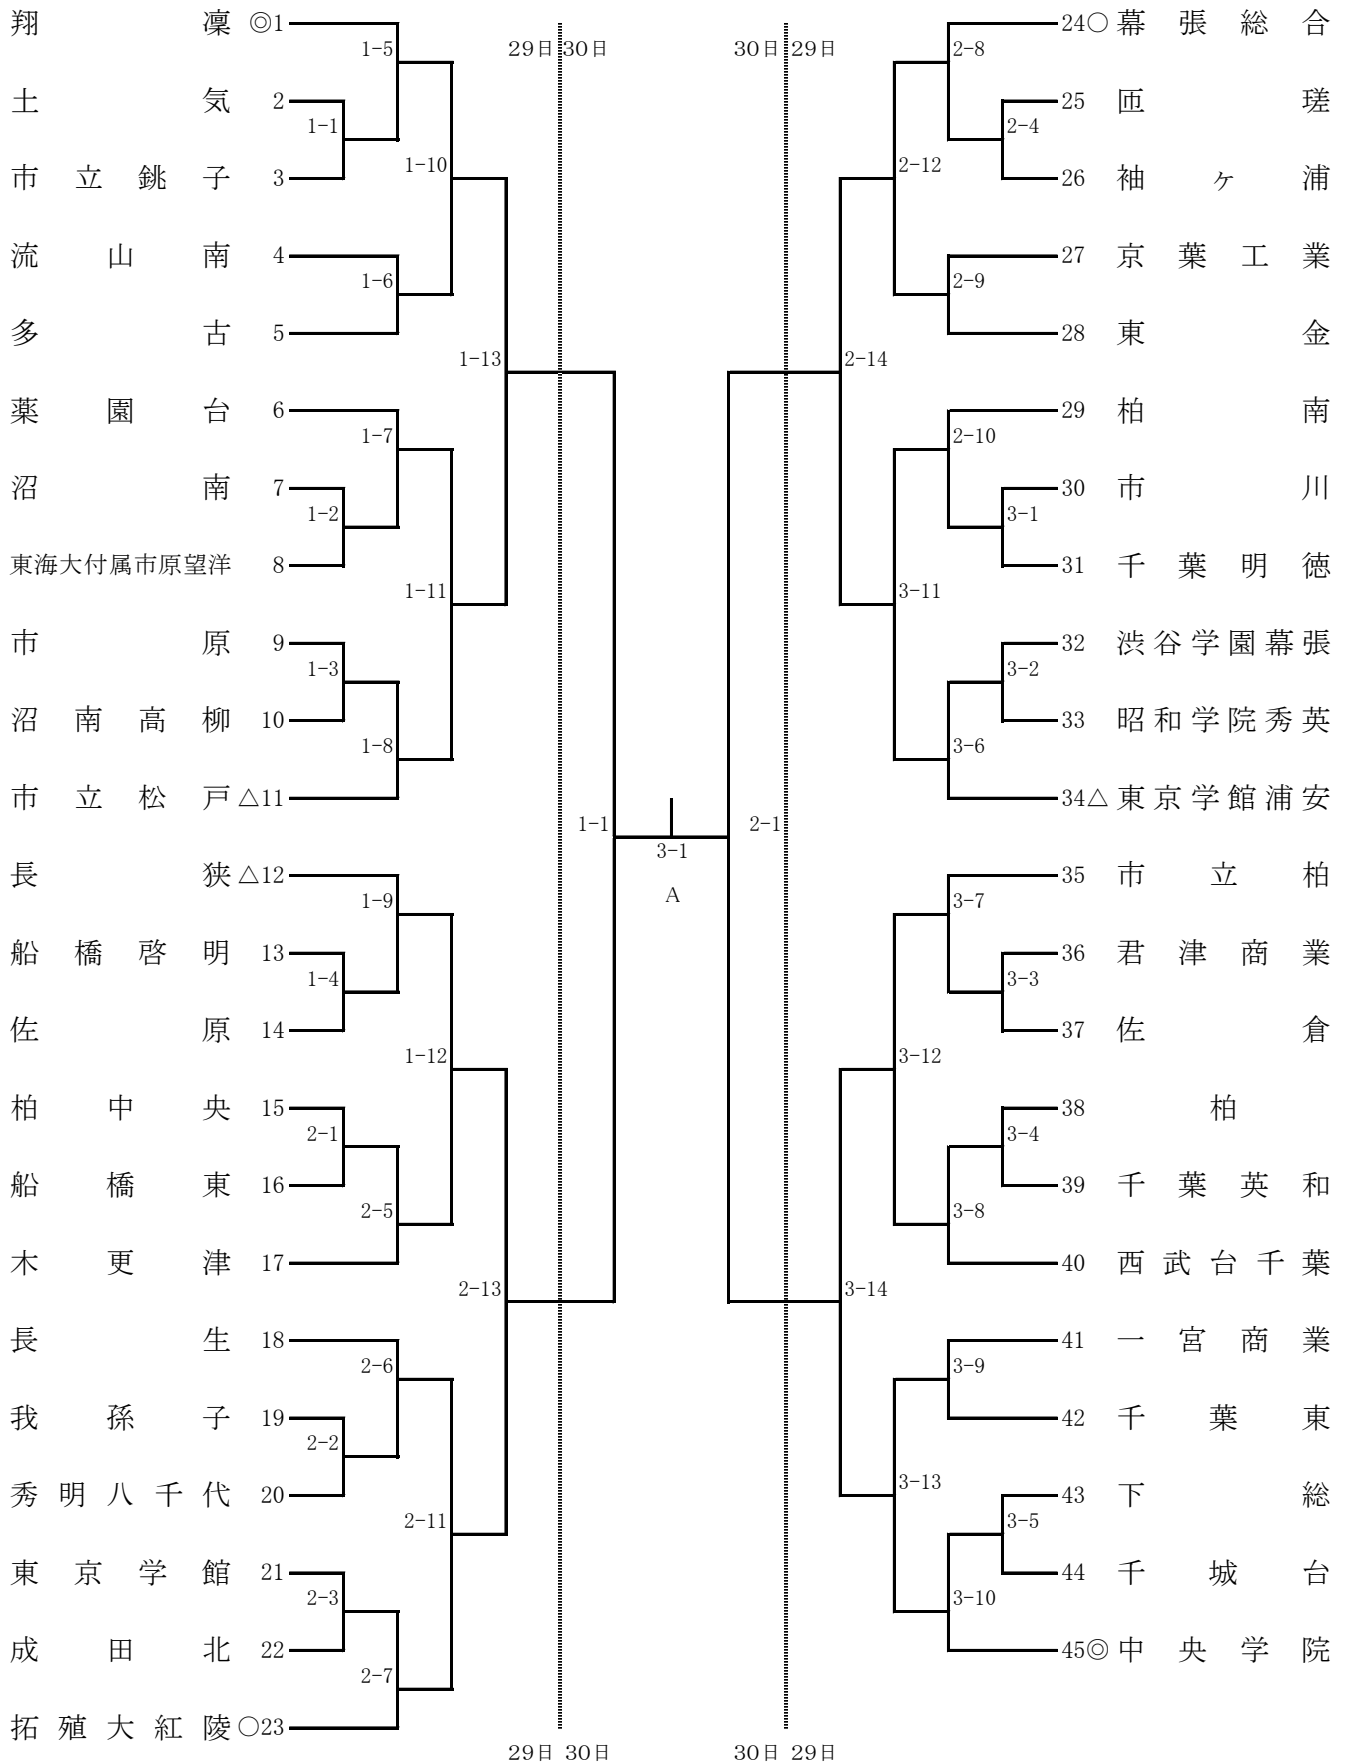 翔凜 ◎1
1-5
土気 2
1-1
市立銚子 3
1-10
流山南 4
1-6
多古 5
1-13
薬園台 6
1-7
沼南 7
1-2
東海大付属市原望洋 8
1-11
市原 9
1-3
沼南高柳 10
1-8
市立松戸 △11
長狭 △12
1-9
船橋啓明 13
1-4
佐原 14
1-12
柏中央 15
2-1
船橋東 16
2-5
木更津 17
2-13
長生 18
2-6
我孫子 19
2-2
秀明八千代 20
2-11
東京学館 21
2-3
成田北 22
2-7
拓殖大紅陵 ○23
29日 30日
1-1
29日 30日
3-1
A
30日 29日
2-1
30日 29日
24○ 幕張総合
2-8
25 匝瑳
2-4
26 袖ヶ浦
2-12
27 京葉工業
2-9
28 東金
2-14
29 柏南
2-10
30 市川
3-1
31 千葉明徳
3-11
32 渋谷学園幕張
3-2
33 昭和学院秀英
3-6
34△ 東京学館浦安
35 市立柏
3-7
36 君津商業
3-3
37 佐倉
3-12
38 柏
3-4
39 千葉英和
3-8
40 西武台千葉
3-14
41 一宮商業
3-9
42 千葉東
3-13
43 下総
3-5
44 千城台
3-10
45◎ 中央学院